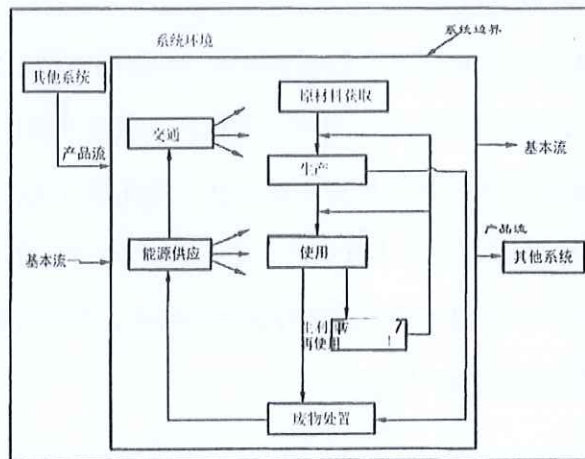 系统环境
系统边界
其他系统
原材料获取
交通
产品流
基本流
生产
产品流
能源供应
使用
其他系统
基本流
再使用
废物处置